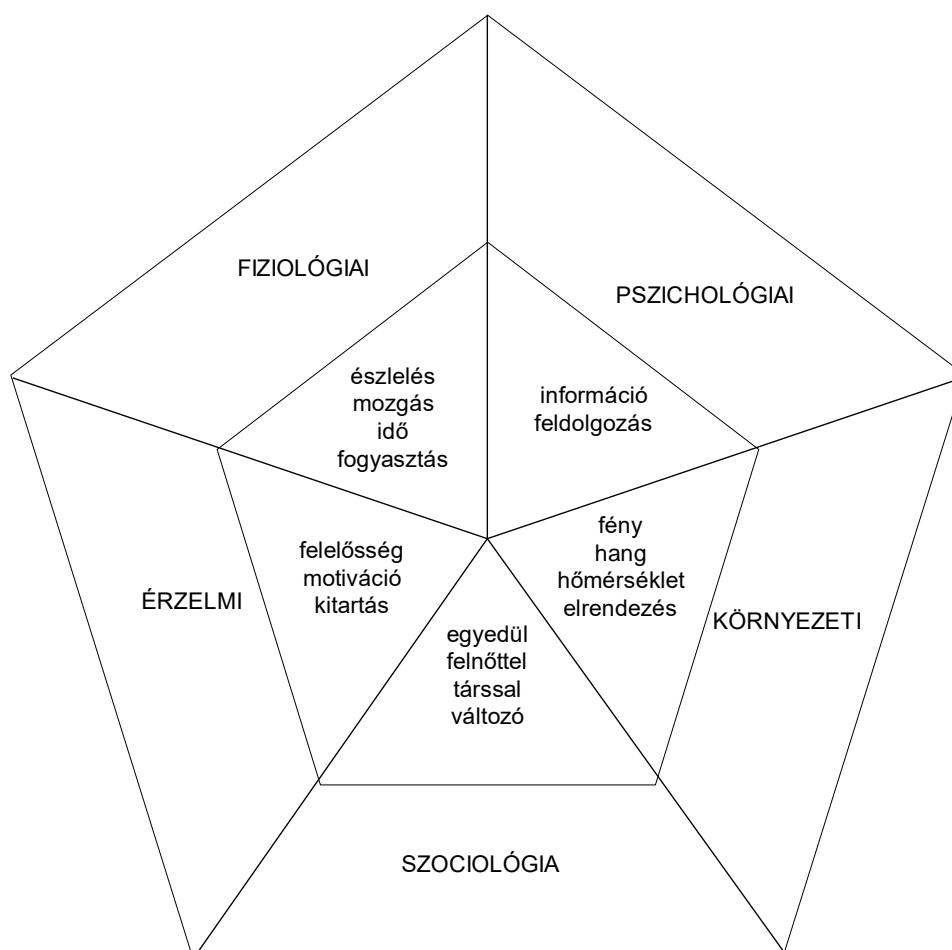 FIZIOLÓGIAI
PSZICHOLÓGIAI
észlelés
mozgás
idő
fogyasztás
információ
feldolgozás
felelősség
motiváció
kitartás
fény
hang
hőmérséklet
elrendezés
ÉRZELMI
KÖRNYEZETI
egyedül
felnőttel
társsal
változó
SZOCIOLÓGIA